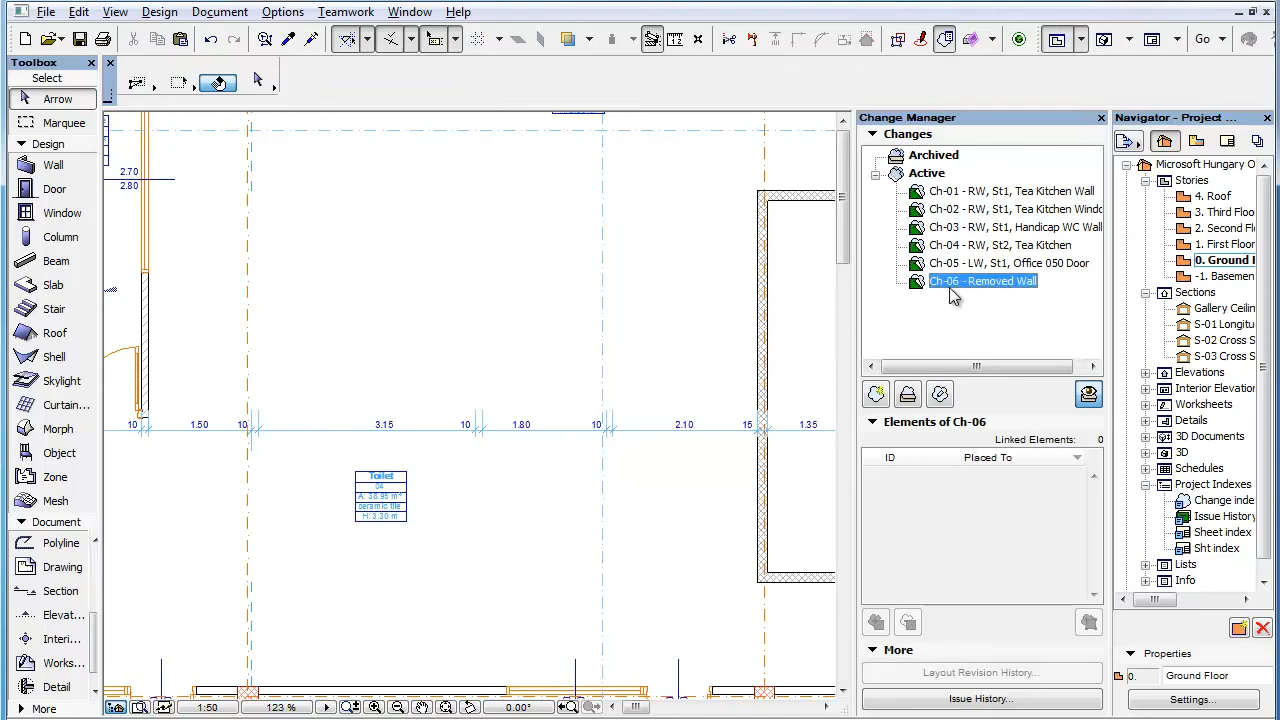 File Edit View Design Document Options Teamwork Window Help
Go
Toolbox
Select
Arrow
Marquee
Design
Wall
Door
Window
Column
Beam
Slab
Stair
Roof
Shell
Skylight
Curtain...
Morph
Object
Zone
Mesh
Document
Polyline
Drawing
Section
Elevat...
Interi...
Works...
Detail
More
2.70
2.80
10 1.50 10 3.15 10 1.80 10 2.10 15 1.35
Toilet
04
A: 38.95 m²
ceramic tile
H: 3.30 m
1:50 123 % 0.00°
Change Manager
Changes
Archived
Active
Ch-01 - RW, St1, Tea Kitchen Wall
Ch-02 - RW, St1, Tea Kitchen Windo
Ch-03 - RW, St1, Handicap WC Wall
Ch-04 - RW, St2, Tea Kitchen
Ch-05 - LW, St1, Office 050 Door
Ch-06 - Removed Wall
Elements of Ch-06
Linked Elements: 0
ID Placed To
More
Layout Revision History...
Issue History...
Navigator - Project ...
Microsoft Hungary O
Stories
4. Roof
3. Third Floo
2. Second Fl
1. First Floor
0. Ground F
-1. Basemen
Sections
Gallery Ceilin
S-01 Longitu
S-02 Cross S
S-03 Cross S
Elevations
Interior Elevation
Worksheets
Details
3D Documents
3D
Schedules
Project Indexes
Change inde
Issue History
Sheet index
Sht index
Lists
Info
Properties
0. Ground Floor
Settings...